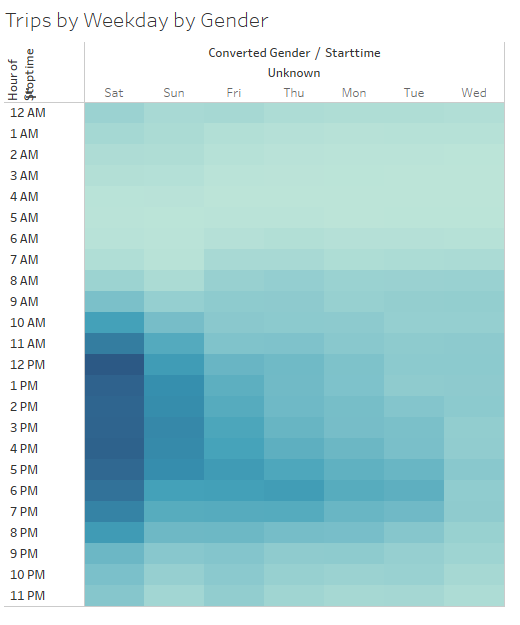 Trips by Weekday by Gender
Converted Gender / Starttime
Unknown
Hour of
Stoptime
Sat Sun Fri Thu Mon Tue Wed
12 AM
1 AM
2 AM
3 AM
4 AM
5 AM
6 AM
7 AM
8 AM
9 AM
10 AM
11 AM
12 PM
1 PM
2 PM
3 PM
4 PM
5 PM
6 PM
7 PM
8 PM
9 PM
10 PM
11 PM